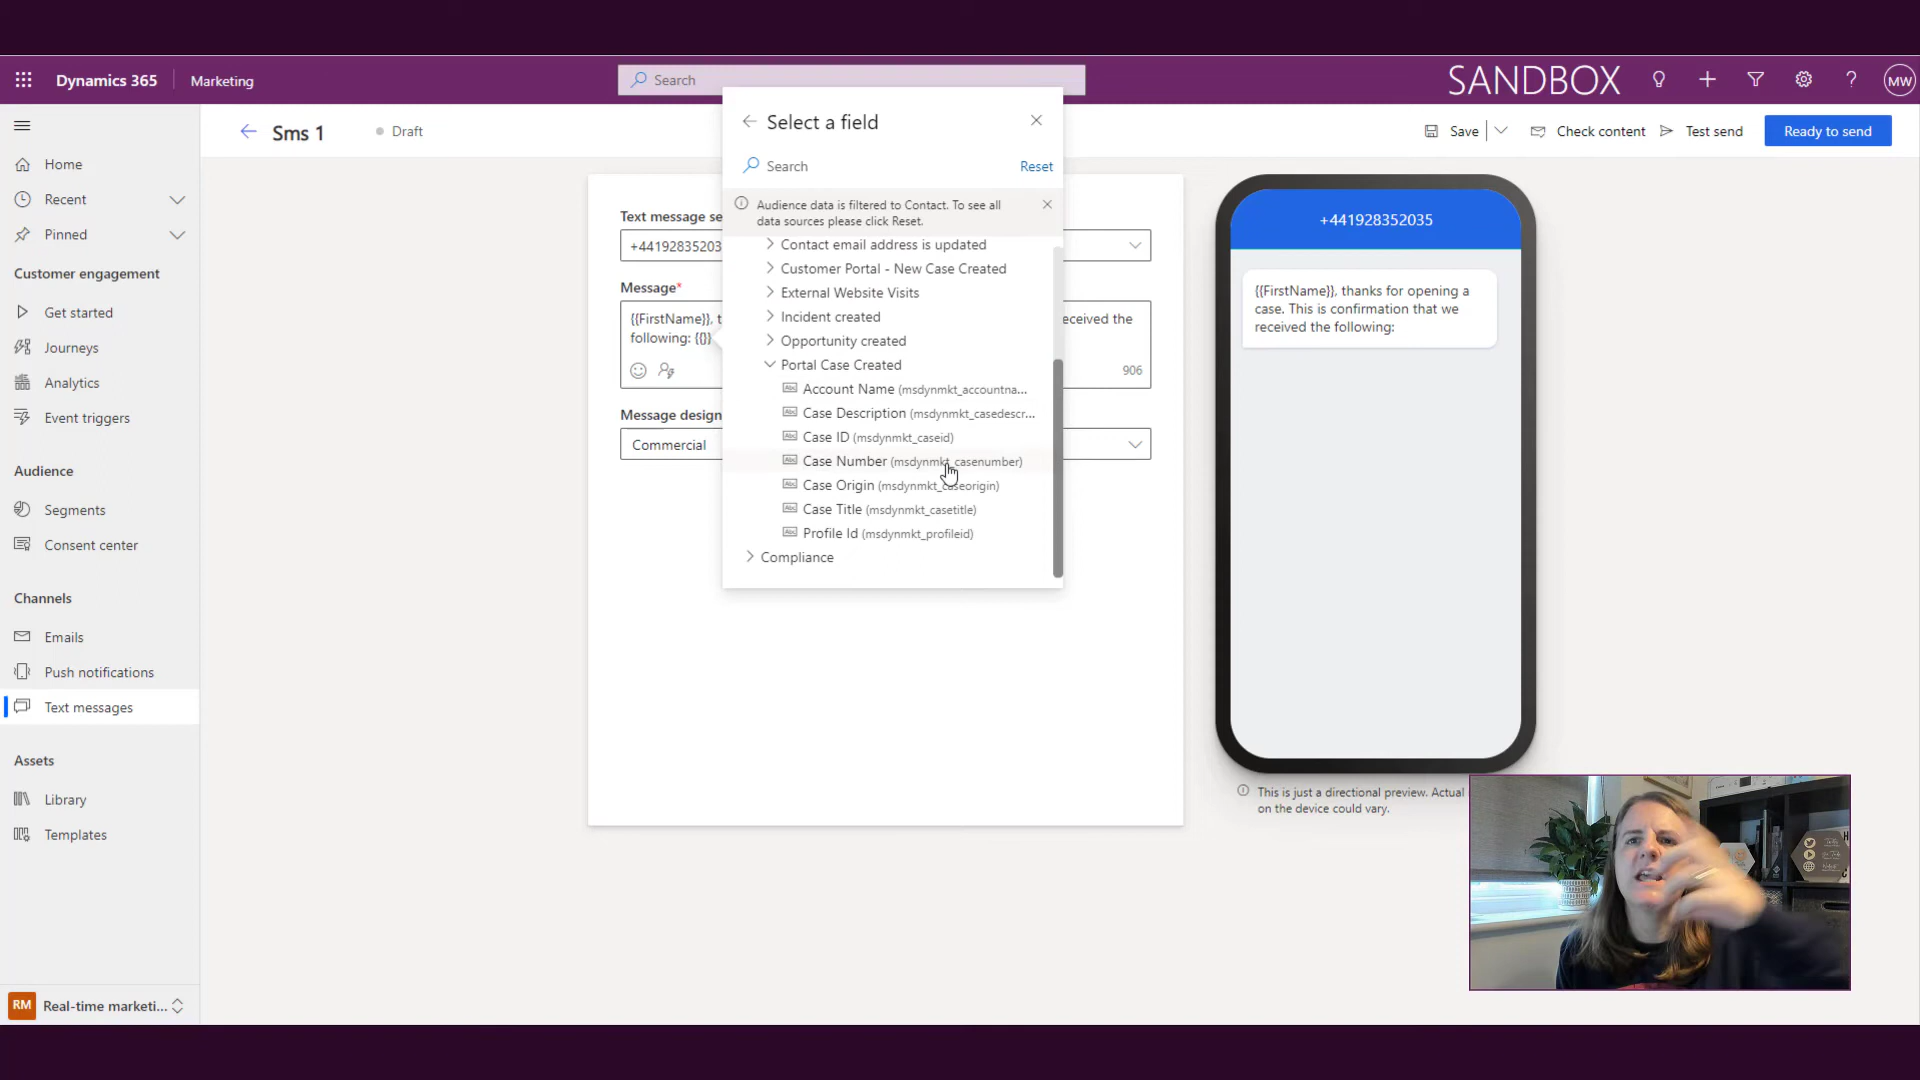 Dynamics 365
Marketing
Search
SANDBOX
MW
Sms 1
Draft
Save
Check content
Test send
Ready to send
Home
Recent
Pinned
Customer engagement
Get started
Journeys
Analytics
Event triggers
Audience
Segments
Consent center
Channels
Emails
Push notifications
Text messages
Assets
Library
Templates
RM
Real-time marketi...
Text message se
+44192835203
Message*
{{FirstName}}, t
eceived the
following: {{}}
906
Message design
Commercial
Select a field
Search
Reset
Audience data is filtered to Contact. To see all
data sources please click Reset.
Contact email address is updated
Customer Portal - New Case Created
External Website Visits
Incident created
Opportunity created
Portal Case Created
Account Name (msdynmkt_accountna...
Case Description (msdynmkt_casedescr...
Case ID (msdynmkt_caseid)
Case Number (msdynmkt_casenumber)
Case Origin (msdynmkt_caseorigin)
Case Title (msdynmkt_casetitle)
Profile Id (msdynmkt_profileid)
Compliance
+441928352035
{{FirstName}}, thanks for opening a
case. This is confirmation that we
received the following:
This is just a directional preview. Actual
on the device could vary.